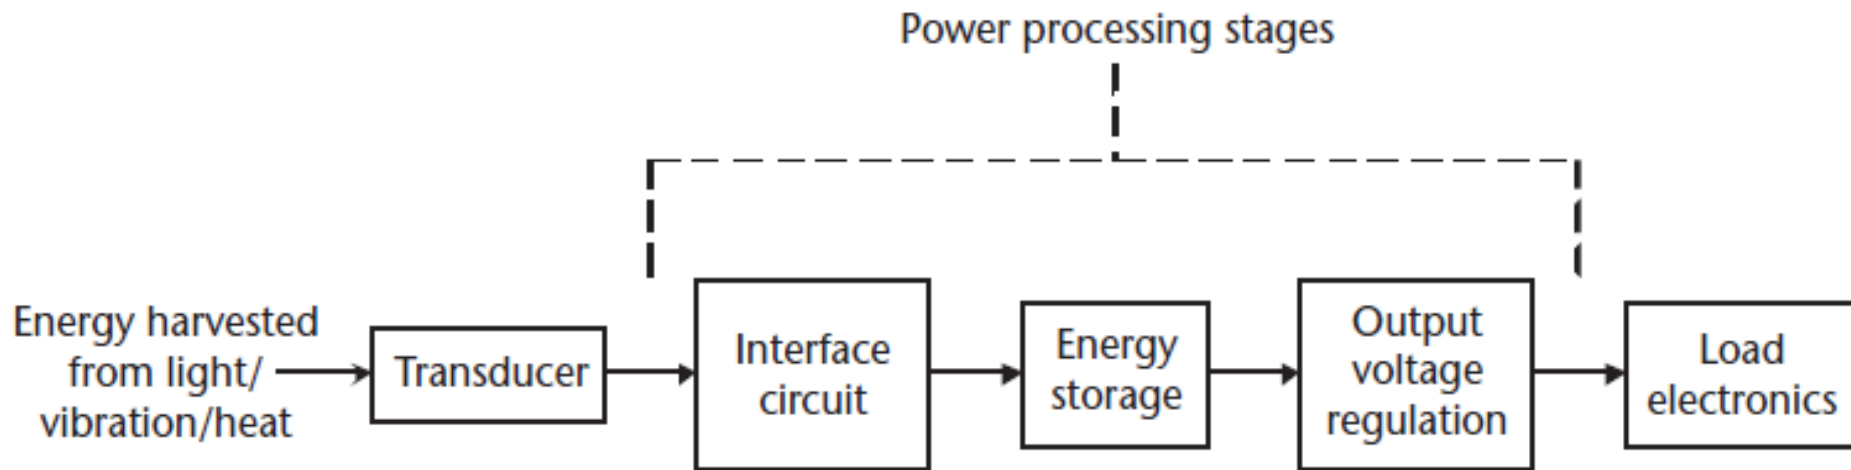 Power processing stages
Energy harvested
from light/
vibration/heat
Transducer
Interface
circuit
Energy
storage
Output
voltage
regulation
Load
electronics